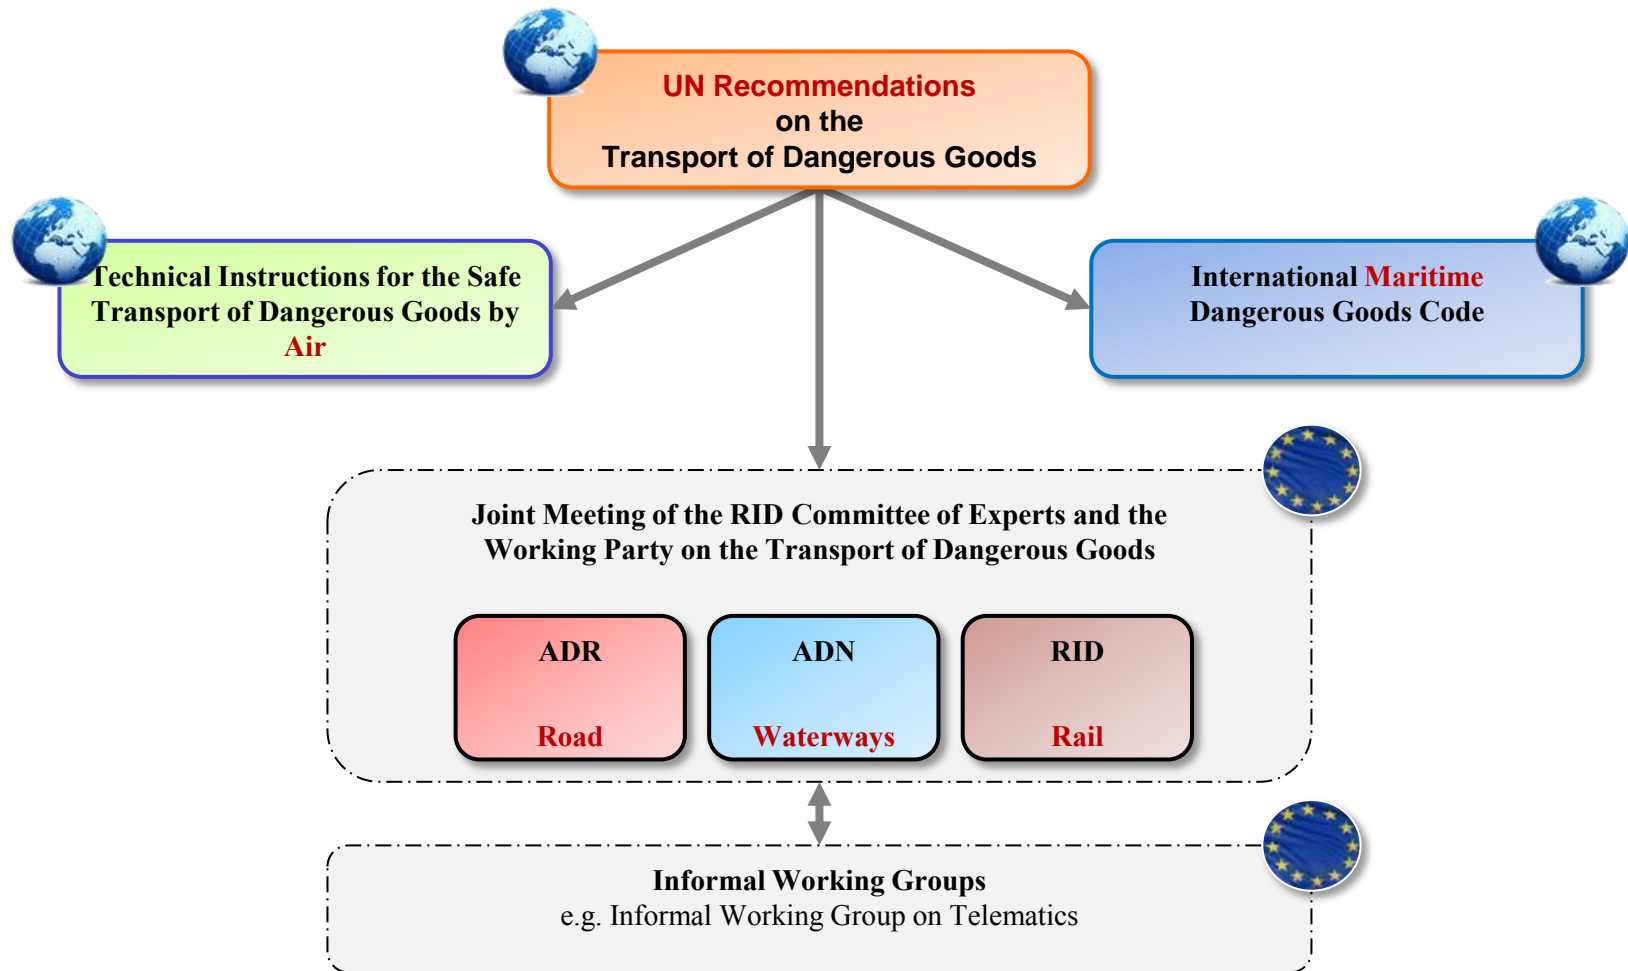 UN Recommendations
on the
Transport of Dangerous Goods
Technical Instructions for the Safe
Transport of Dangerous Goods by
Air
International Maritime
Dangerous Goods Code
Joint Meeting of the RID Committee of Experts and the
Working Party on the Transport of Dangerous Goods
ADR
Road
ADN
Waterways
RID
Rail
Informal Working Groups
e.g. Informal Working Group on Telematics